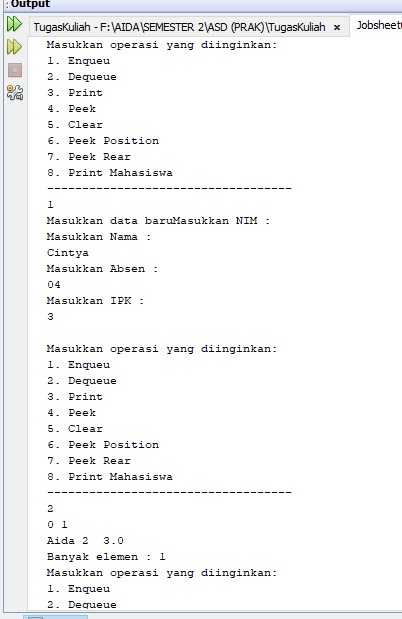 Output
TugasKuliah - F:\AIDA\SEMESTER 2\ASD (PRAK)\TugasKuliah x Jobsheet
Masukkan operasi yang diinginkan:
1. Enqueu
2. Dequeue
3. Print
4. Peek
5. Clear
6. Peek Position
7. Peek Rear
8. Print Mahasiswa
----------------------------------
1
Masukkan data baruMasukkan NIM :
Masukkan Nama :
Cintya
Masukkan Absen :
04
Masukkan IPK :
3
Masukkan operasi yang diinginkan:
1. Enqueu
2. Dequeue
3. Print
4. Peek
5. Clear
6. Peek Position
7. Peek Rear
8. Print Mahasiswa
----------------------------------
2
0 1
Aida 2  3.0
Banyak elemen : 1
Masukkan operasi yang diinginkan:
1. Enqueu
2. Dequeue